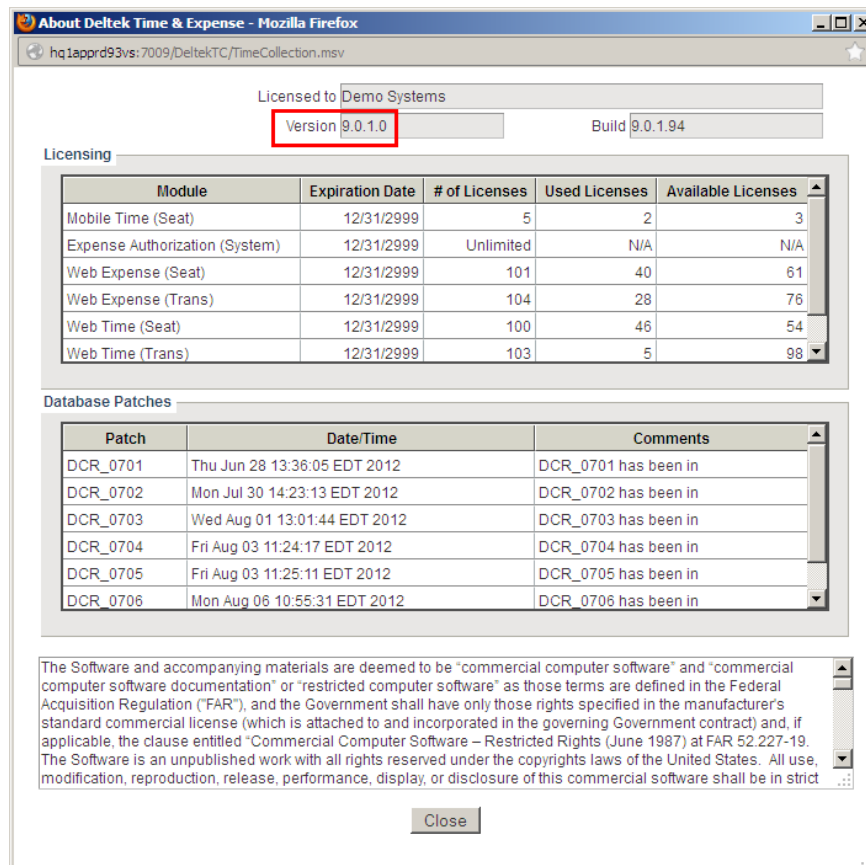 About Deltek Time & Expense - Mozilla Firefox
hq1apprd93vs:7009/DeltekTC/TimeCollection.msv
Licensed to Demo Systems
Version 9.0.1.0 Build 9.0.1.94
Licensing
Module Expiration Date # of Licenses Used Licenses Available Licenses
Mobile Time (Seat) 12/31/2999 5 2 3
Expense Authorization (System) 12/31/2999 Unlimited N/A N/A
Web Expense (Seat) 12/31/2999 101 40 61
Web Expense (Trans) 12/31/2999 104 28 76
Web Time (Seat) 12/31/2999 100 46 54
Web Time (Trans) 12/31/2999 103 5 98
Database Patches
Patch Date/Time Comments
DCR_0701 Thu Jun 28 13:36:05 EDT 2012 DCR_0701 has been in
DCR_0702 Mon Jul 30 14:23:13 EDT 2012 DCR_0702 has been in
DCR_0703 Wed Aug 01 13:01:44 EDT 2012 DCR_0703 has been in
DCR_0704 Fri Aug 03 11:24:17 EDT 2012 DCR_0704 has been in
DCR_0705 Fri Aug 03 11:25:11 EDT 2012 DCR_0705 has been in
DCR_0706 Mon Aug 06 10:55:31 EDT 2012 DCR_0706 has been in
The Software and accompanying materials are deemed to be “commercial computer software” and “commercial
computer software documentation” or “restricted computer software” as those terms are defined in the Federal
Acquisition Regulation ("FAR"), and the Government shall have only those rights specified in the manufacturer's
standard commercial license (which is attached to and incorporated in the governing Government contract) and, if
applicable, the clause entitled “Commercial Computer Software – Restricted Rights (June 1987) at FAR 52.227-19.
The Software is an unpublished work with all rights reserved under the copyrights laws of the United States.  All use,
modification, reproduction, release, performance, display, or disclosure of this commercial software shall be in strict
Close